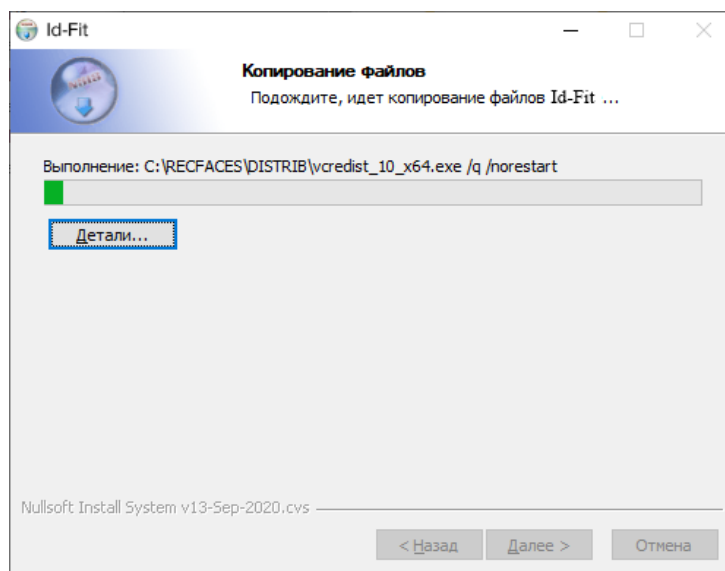 Id-Fit
Копирование файлов
Подождите, идет копирование файлов Id-Fit ...
Выполнение: C:\RECFACES\DISTRIB\vcredist_10_x64.exe /q /norestart
Детали...
Nullsoft Install System v13-Sep-2020.cvs
< Назад Далее > Отмена